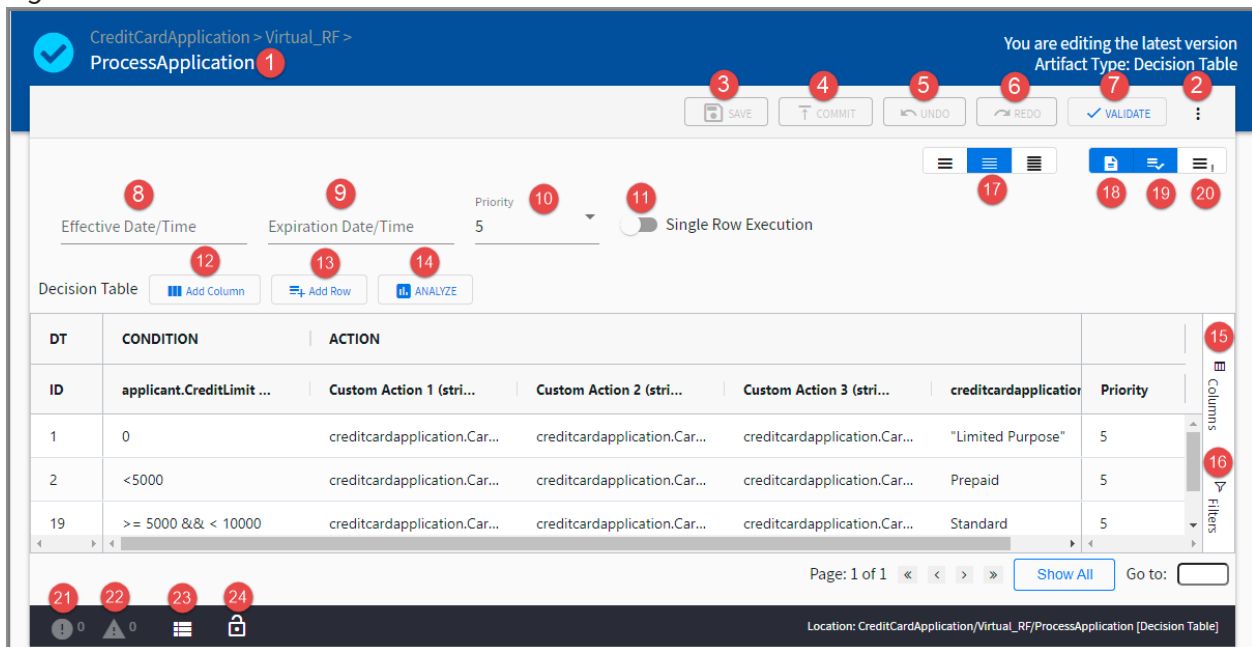 CreditCardApplication > Virtual_RF >
ProcessApplication 1
You are editing the latest version
Artifact Type: Decision Table
3 4 5 6 7 2
SAVE COMMIT UNDO REDO VALIDATE
17 18 19 20
8 9 10 11
Priority
Effective Date/Time Expiration Date/Time 5 Single Row Execution
12 13 14
Decision Table Add Column Add Row ANALYZE
DT CONDITION ACTION
15
ID applicant.CreditLimit ... Custom Action 1 (stri... Custom Action 2 (stri... Custom Action 3 (stri... creditcardapplication Priority
Columns
1 0 creditcardapplication.Car... creditcardapplication.Car... creditcardapplication.Car... "Limited Purpose" 5
16
2 <5000 creditcardapplication.Car... creditcardapplication.Car... creditcardapplication.Car... Prepaid 5
Filters
19 >= 5000 && < 10000 creditcardapplication.Car... creditcardapplication.Car... creditcardapplication.Car... Standard 5
Page: 1 of 1 « < > » Show All Go to:
21 22 23 24
0 0
Location: CreditCardApplication/Virtual_RF/ProcessApplication [Decision Table]